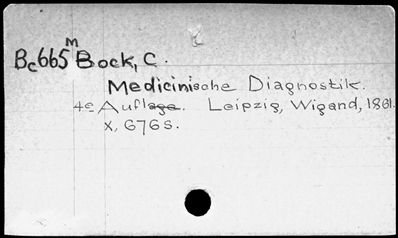 M
Bc665 Bock, C.
Medicinische Diagnostik.
4e Auflage. Leipzig, Wigand, 1861.
X, 676 S.